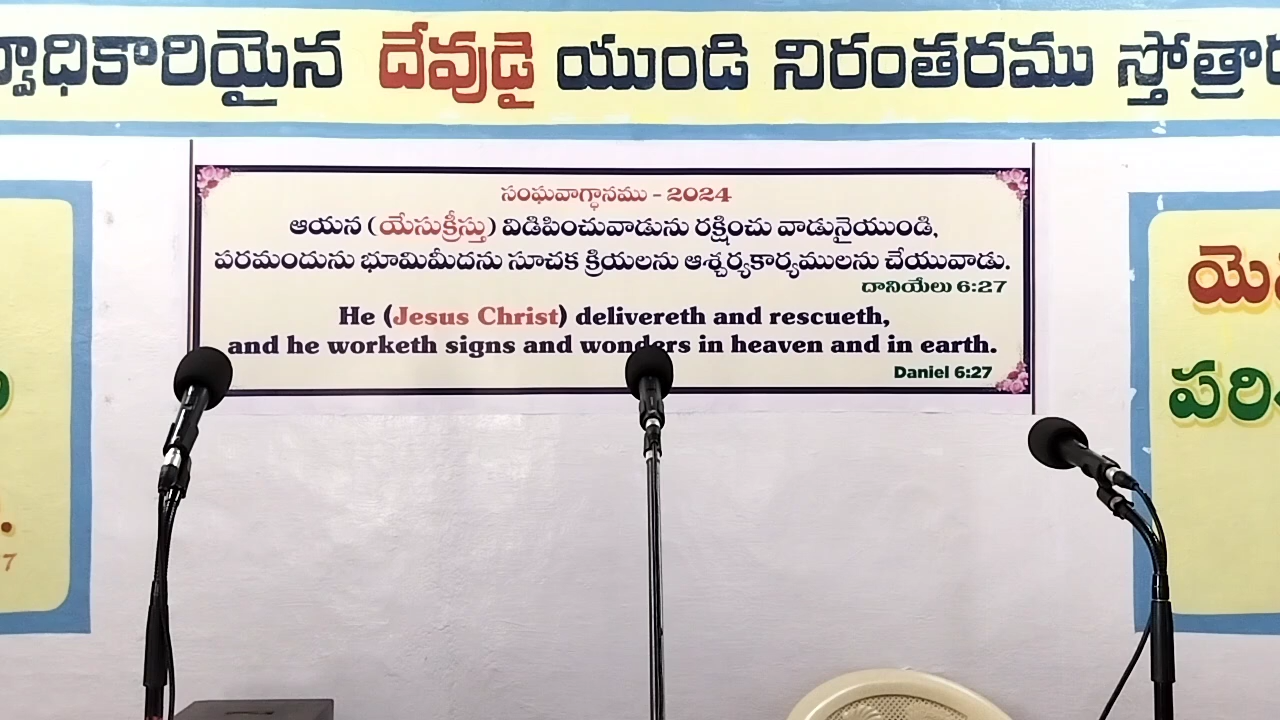 దేవుడై యుండి నిరంతరము
సంఘవాగ్ధానము - 2024
ఆయన (యేసుక్రీస్తు) విడిపించువాడును రక్షించు వాడునైయుండి,
పరమందును భూమిమీదను సూచక క్రియలను ఆశ్చర్యకార్యములను చేయువాడు.
దానియేలు 6:27
He (Jesus Christ) delivereth and rescueth,
and he worketh signs and wonders in heaven and in earth.
Daniel 6:27
7